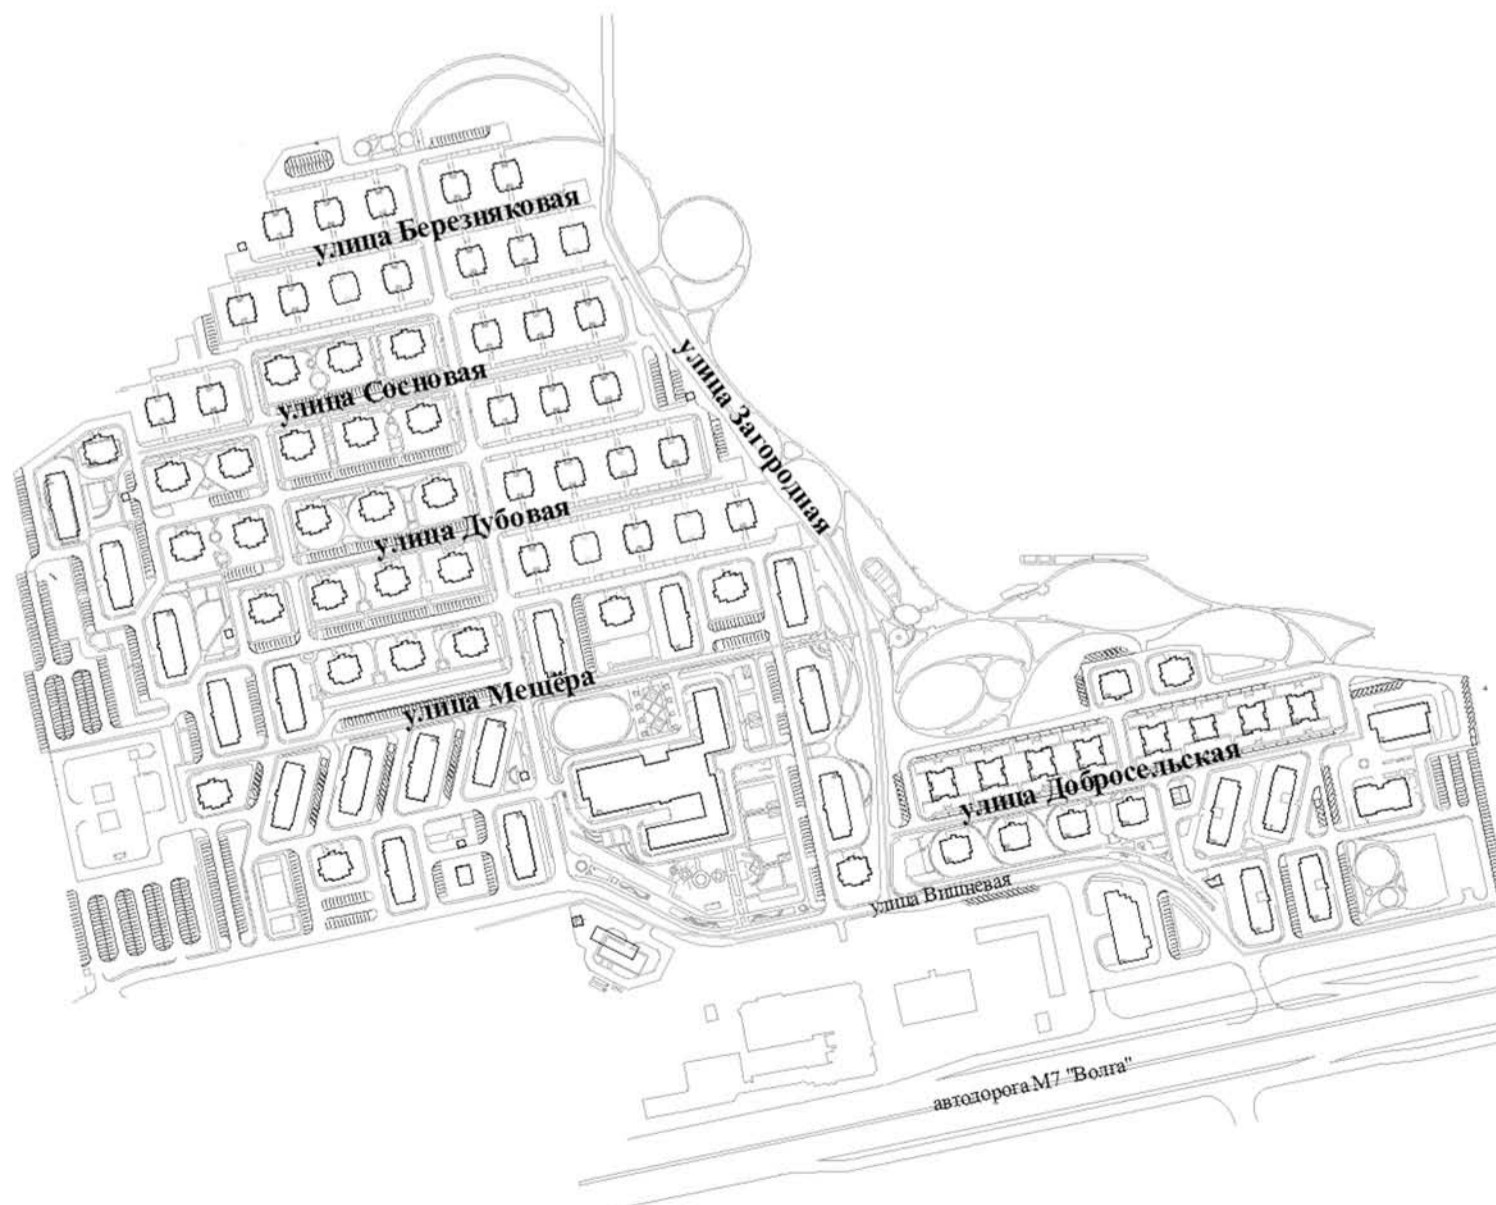 улица Березняковая
улица Сосновая
улица Загородная
улица Дубовая
улица Мещёра
улица Добросельская
улица Вишневая
автодорога М7 "Волга"